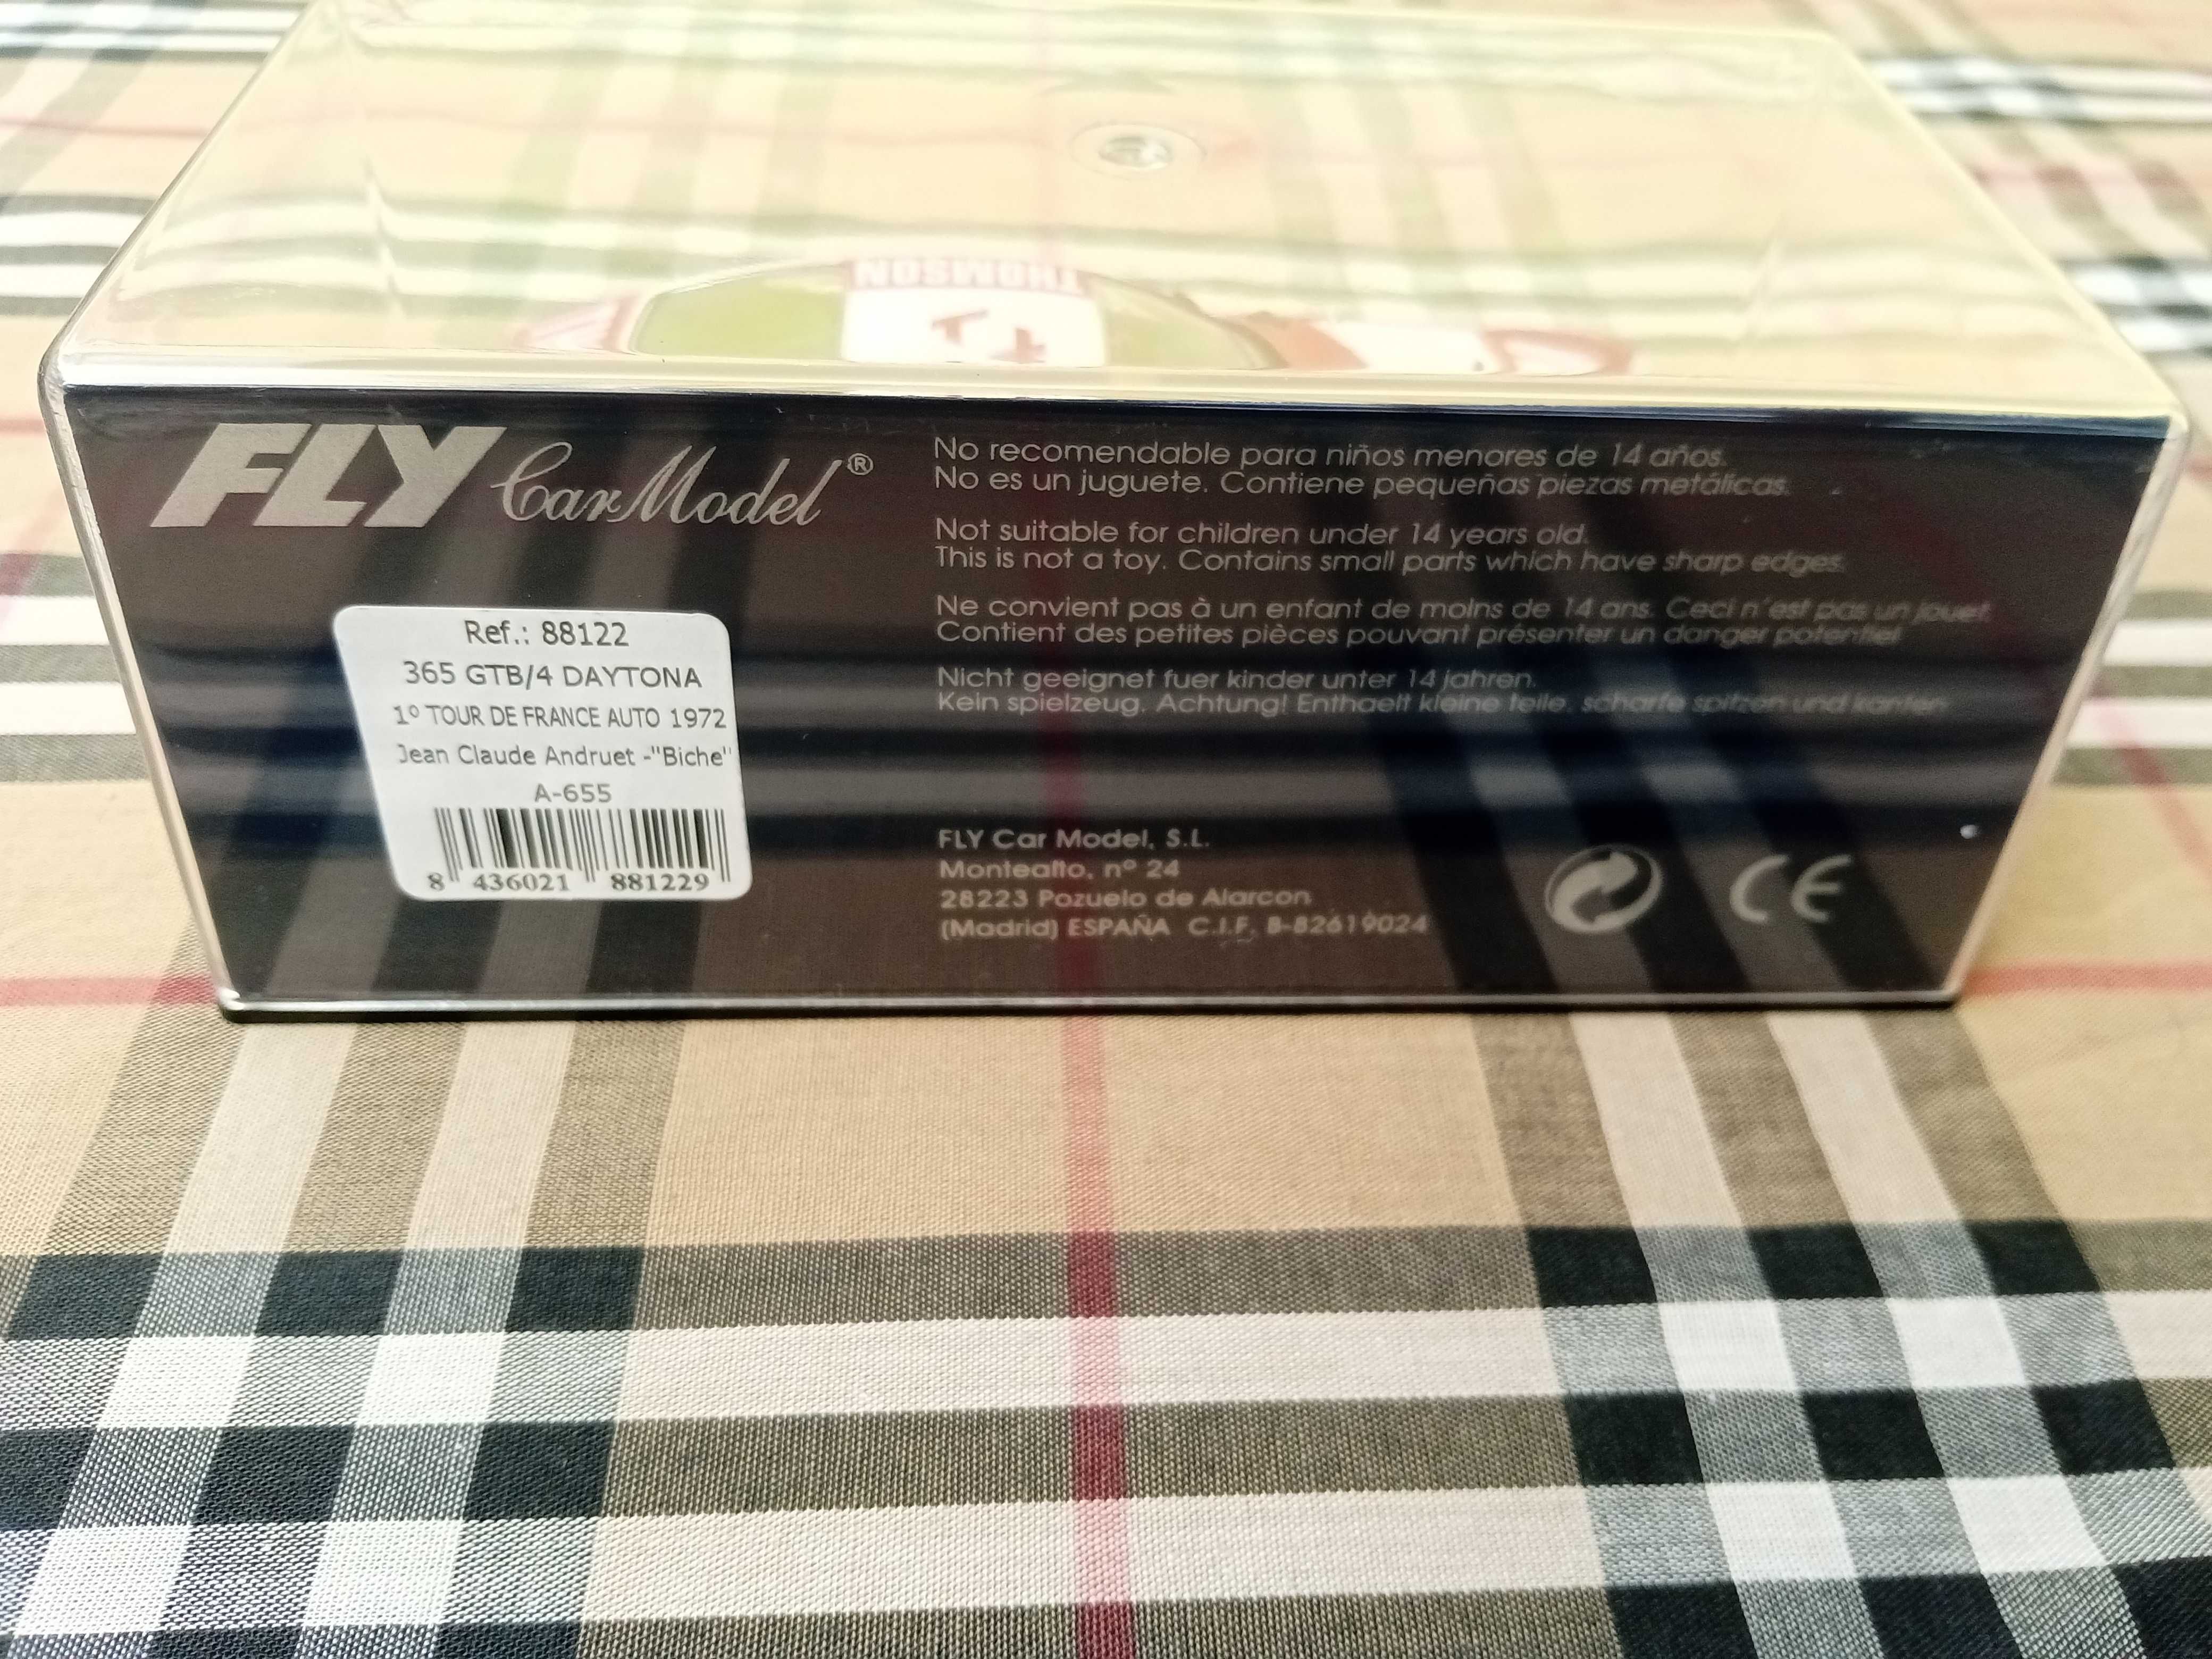 THOMSON
FLY Car Model®
No recomendable para niños menores de 14 años.
No es un juguete. Contiene pequeñas piezas metálicas.
Not suitable for children under 14 years old.
This is not a toy. Contains small parts which have sharp edges.
Ne convient pas à un enfant de moins de 14 ans. Ceci n'est pas un jouet.
Contient des petites pièces pouvant présenter un danger potentiel
Nicht geeignet fuer kinder unter 14 jahren.
Kein spielzeug. Achtung! Enthaelt kleine teile, scharfe spitzen und kanten
Ref.: 88122
365 GTB/4 DAYTONA
1º TOUR DE FRANCE AUTO 1972
Jean Claude Andruet -"Biche"
A-655
8 436021 881229
FLY Car Model, S.L.
Montealto, nº 24
28223 Pozuelo de Alarcon
(Madrid) ESPAÑA C.I.F. B-82619024
CE